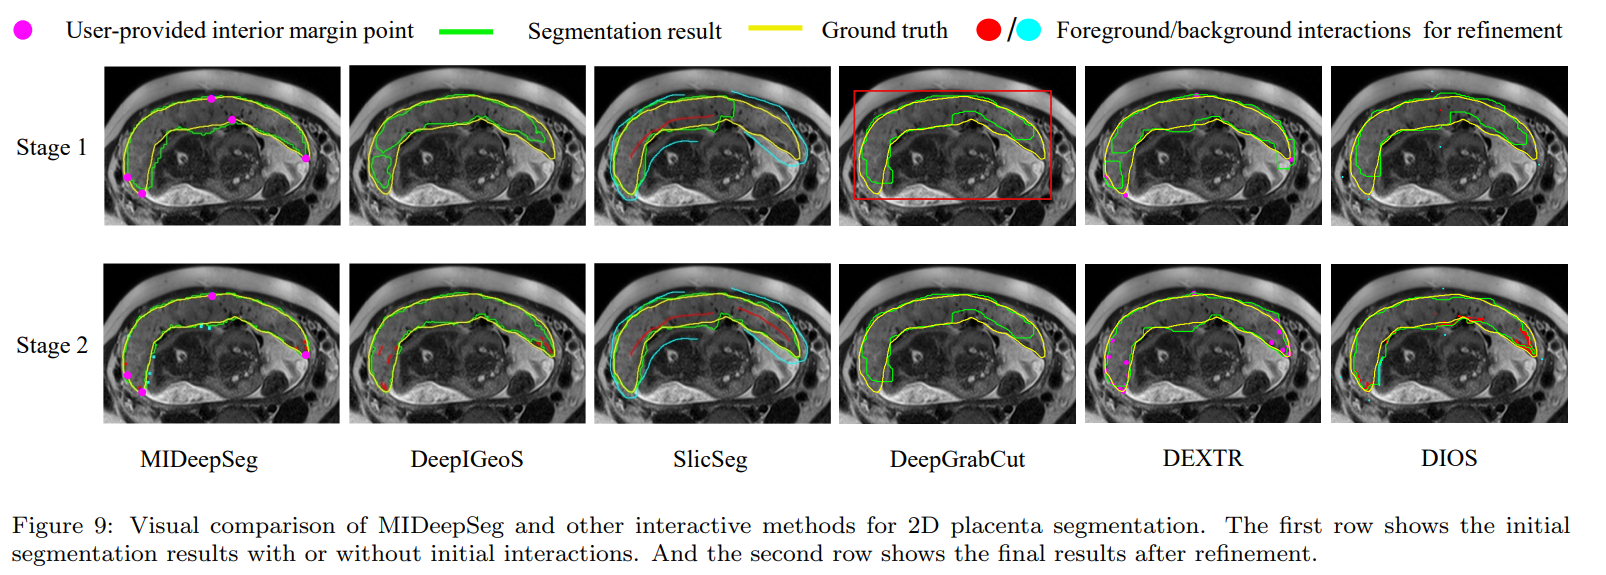 User-provided interior margin point Segmentation result Ground truth / Foreground/background interactions for refinement
Stage 1
Stage 2
MIDeepSeg DeepIGeoS SlicSeg DeepGrabCut DEXTR DIOS
Figure 9: Visual comparison of MIDeepSeg and other interactive methods for 2D placenta segmentation. The first row shows the initial
segmentation results with or without initial interactions. And the second row shows the final results after refinement.